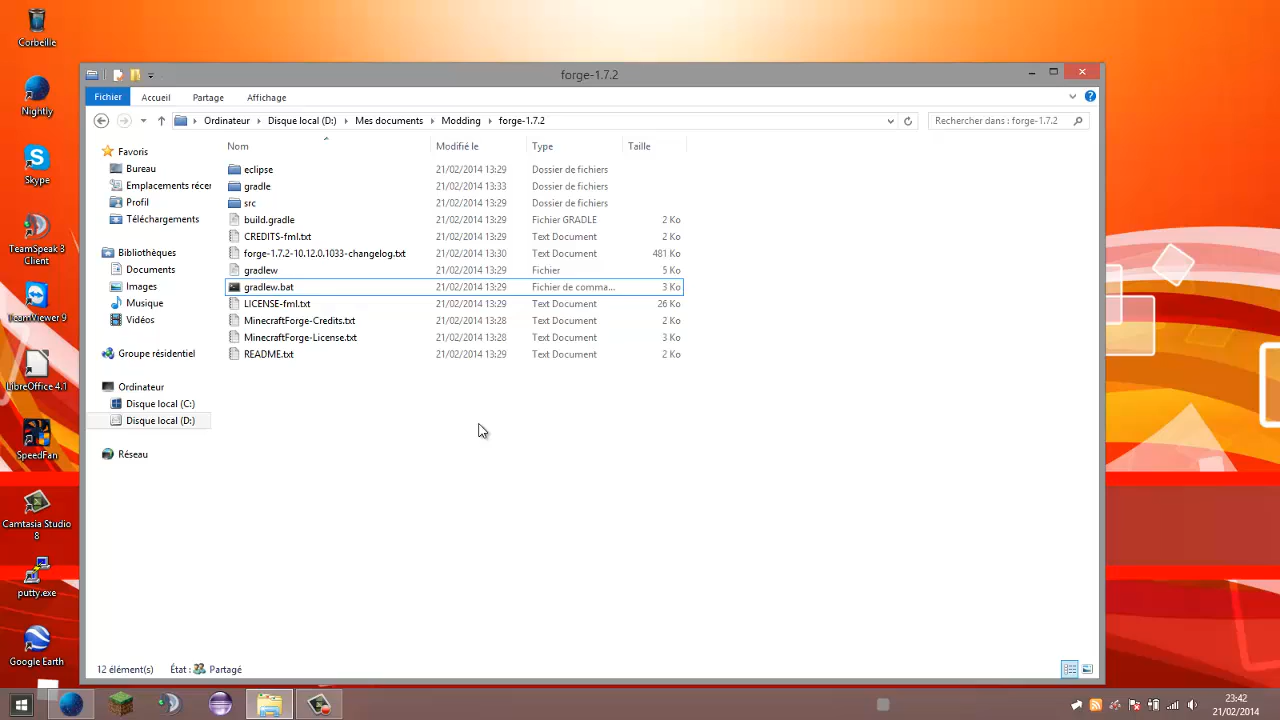 Corbeille
Nightly
Skype
TeamSpeak 3
Client
TeamViewer 9
LibreOffice 4.1
SpeedFan
Camtasia Studio
8
putty.exe
Google Earth
forge-1.7.2
Fichier Accueil Partage Affichage
Ordinateur Disque local (D:) Mes documents Modding forge-1.7.2 Rechercher dans : forge-1.7.2
Favoris
Bureau
Emplacements récer
Profil
Téléchargements
Bibliothèques
Documents
Images
Musique
Vidéos
Groupe résidentiel
Ordinateur
Disque local (C:)
Disque local (D:)
Réseau
Nom Modifié le Type Taille
eclipse 21/02/2014 13:29 Dossier de fichiers
gradle 21/02/2014 13:33 Dossier de fichiers
src 21/02/2014 13:29 Dossier de fichiers
build.gradle 21/02/2014 13:29 Fichier GRADLE 2 Ko
CREDITS-fml.txt 21/02/2014 13:29 Text Document 2 Ko
forge-1.7.2-10.12.0.1033-changelog.txt 21/02/2014 13:30 Text Document 481 Ko
gradlew 21/02/2014 13:29 Fichier 5 Ko
gradlew.bat 21/02/2014 13:29 Fichier de comma... 3 Ko
LICENSE-fml.txt 21/02/2014 13:29 Text Document 26 Ko
MinecraftForge-Credits.txt 21/02/2014 13:28 Text Document 2 Ko
MinecraftForge-License.txt 21/02/2014 13:28 Text Document 3 Ko
README.txt 21/02/2014 13:29 Text Document 2 Ko
12 élément(s) État : Partagé
23:42
21/02/2014